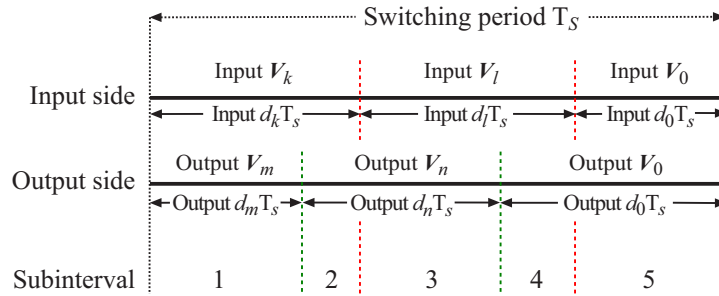 Switching period T_S
Input V_k Input V_l Input V_0
Input side
Input d_kT_s Input d_lT_s Input d_0T_s
Output V_m Output V_n Output V_0
Output side
Output d_mT_s Output d_nT_s Output d_0T_s
Subinterval 1 2 3 4 5